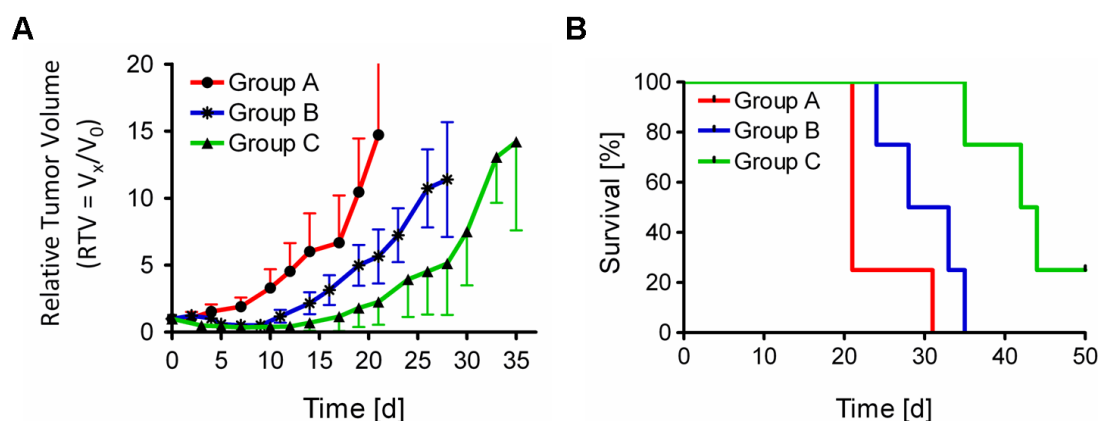 A
Relative Tumor Volume
(RTV = Vx/V0)
20
15
10
5
0
Group A
Group B
Group C
0 5 10 15 20 25 30 35
Time [d]
B
Survival [%]
100
80
60
40
20
0
Group A
Group B
Group C
0 10 20 30 40 50
Time [d]